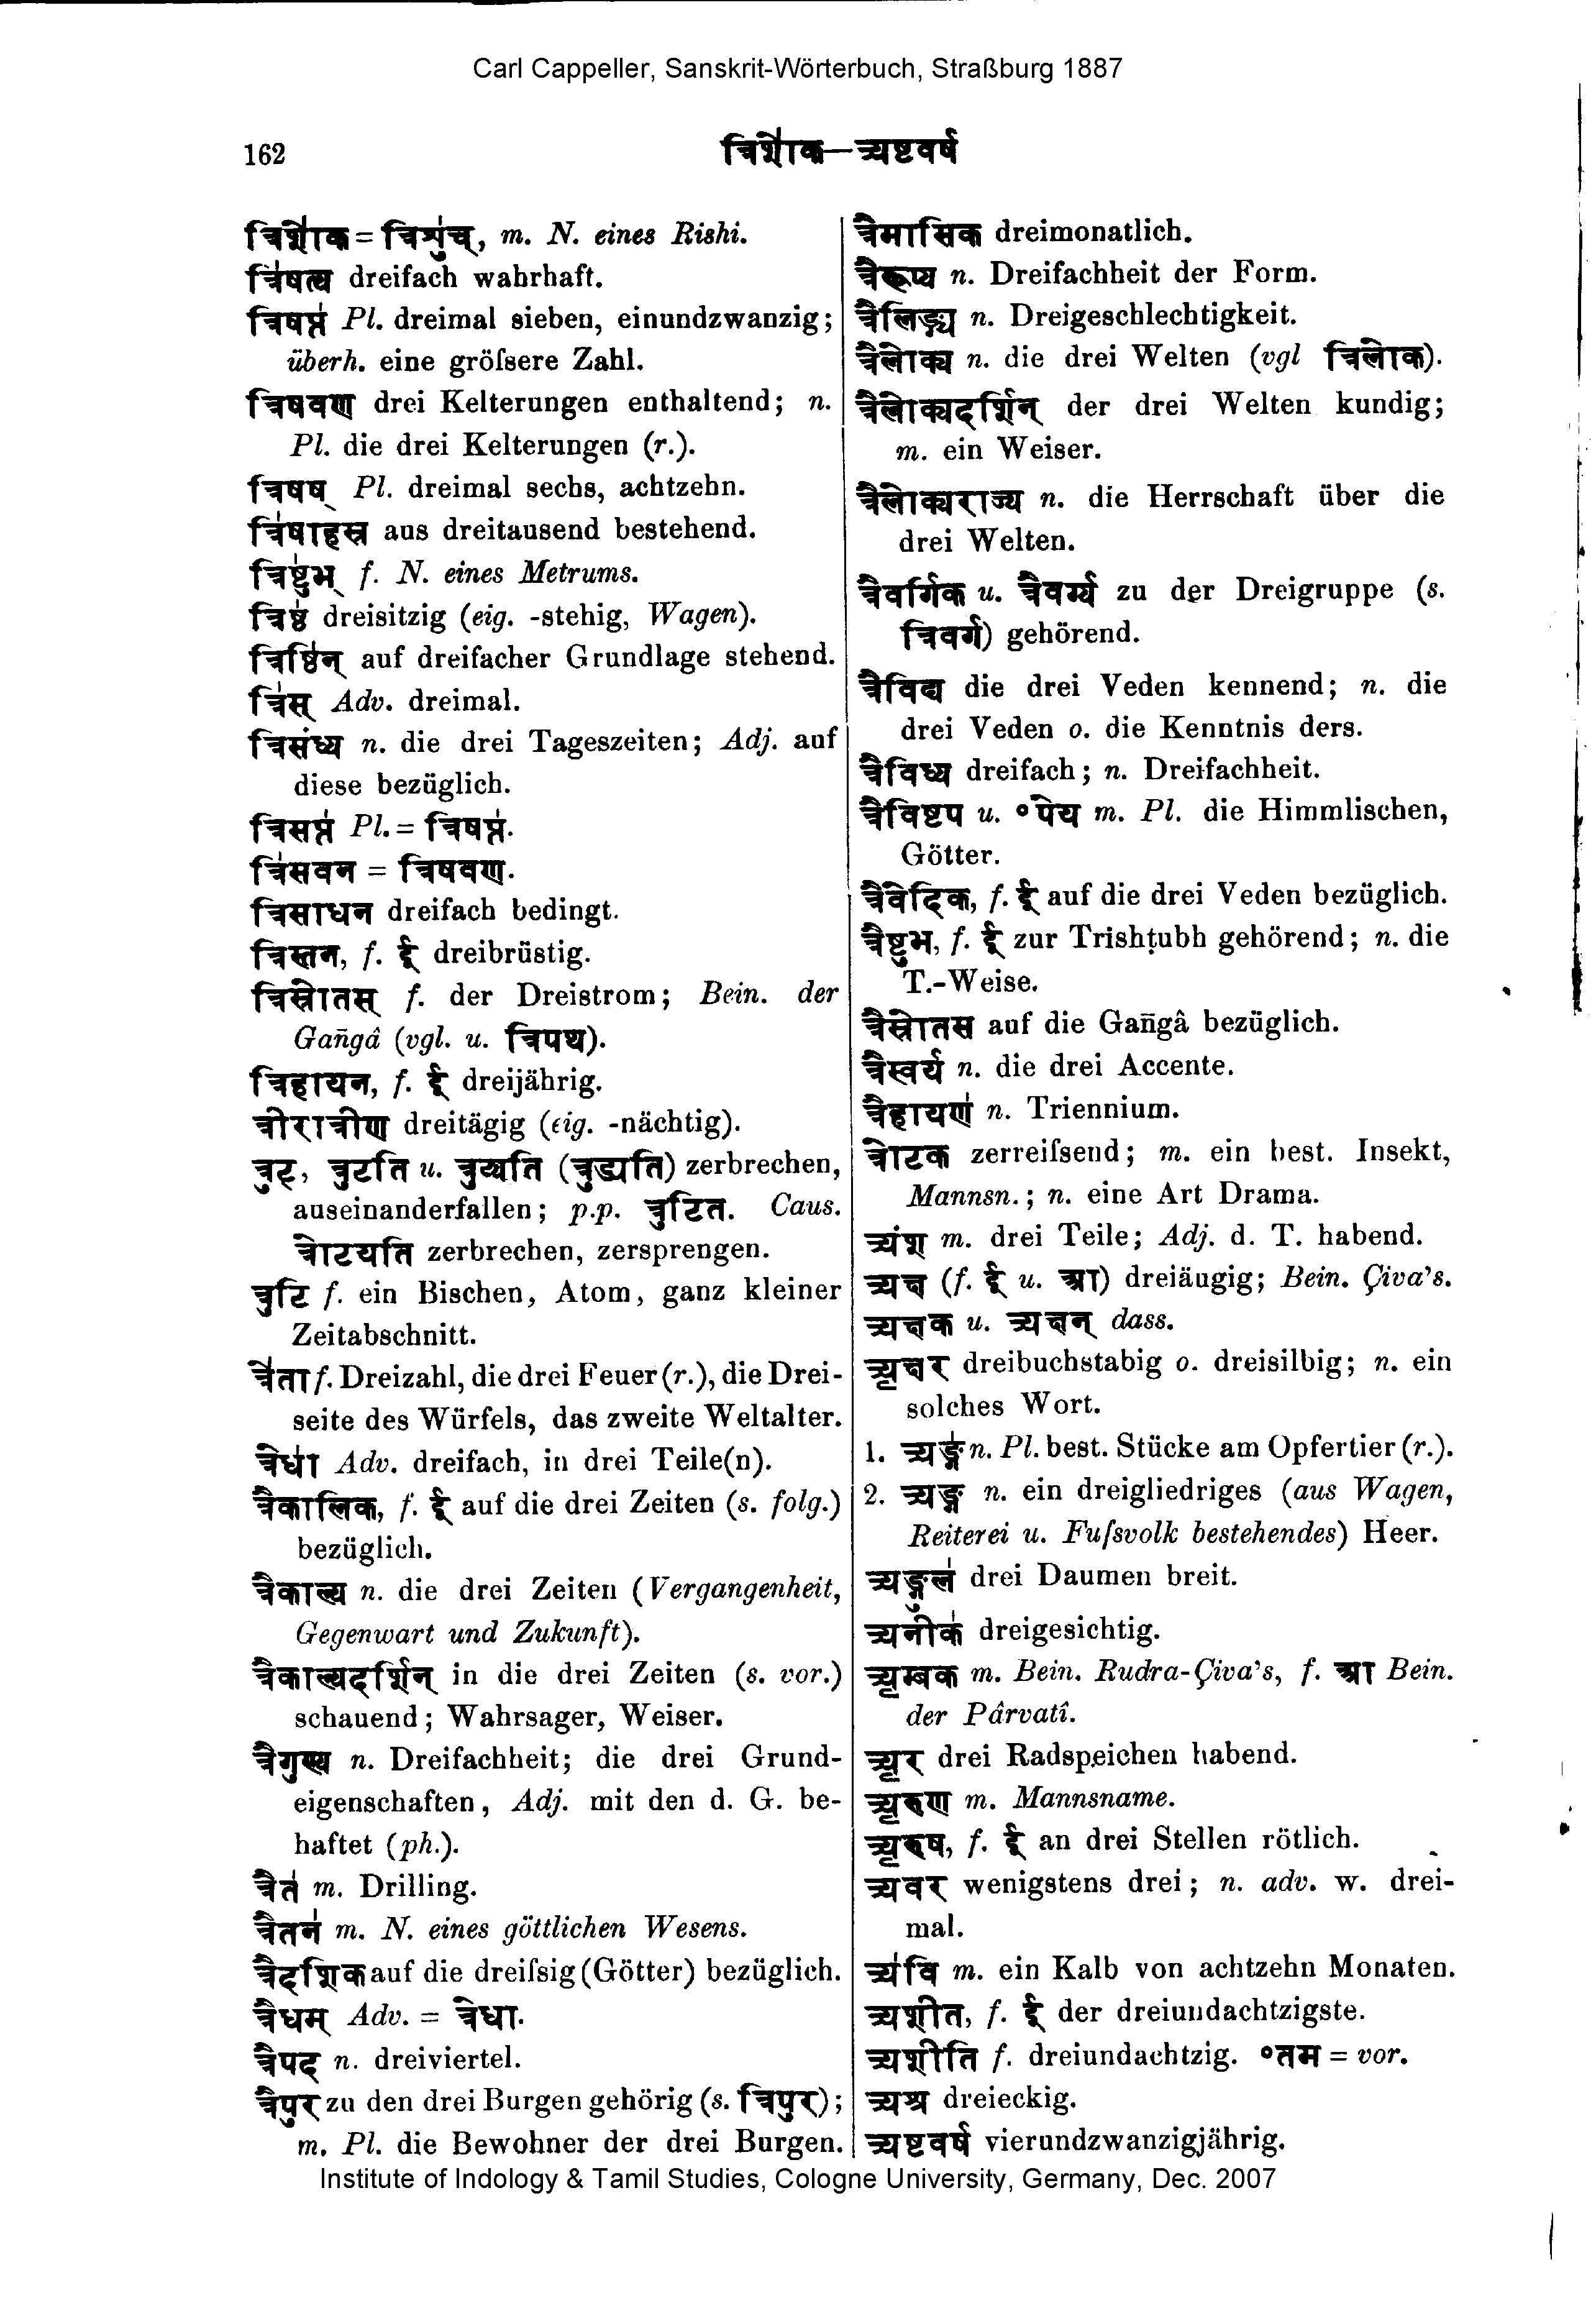 Carl Cappeller, Sanskrit-Wörterbuch, Straßburg 1887
162
त्रिशोक—त्र्यष्टवर्ष
त्रिशो॑क = त्रिशु॑च्, m. N. eines Rishi.
त्रि॑षत्य dreifach wahrhaft.
त्रिषप्त॑ Pl. dreimal sieben, einundzwanzig;
überh. eine gröſsere Zahl.
त्रिषवण drei Kelterungen enthaltend; n.
Pl. die drei Kelterungen (r.).
त्रिषष् Pl. dreimal sechs, achtzehn.
त्रि॑षाहस्र aus dreitausend bestehend.
त्रिष्टु॑भ् f. N. eines Metrums.
त्रिष्ठ॑ dreisitzig (eig. -stehig, Wagen).
त्रिष्ठि॑न् auf dreifacher Grundlage stehend.
त्रि॑स् Adv. dreimal.
त्रिसंध्य n. die drei Tageszeiten; Adj. auf
diese bezüglich.
त्रिसप्त॑ Pl. = त्रिषप्त॑.
त्रि॑सवन = त्रिषवण.
त्रिसाधन dreifach bedingt.
त्रिस्तन, f. ई dreibrüstig.
त्रिस्रोतस् f. der Dreistrom; Bein. der
Gan̄gâ (vgl. u. त्रिपथ).
त्रिहायन, f. ई dreijährig.
त्रीरात्रीण dreitägig (eig. -nächtig).
त्रुट्, त्रुटति u. त्रुट्यति (त्रुड्यति) zerbrechen,
auseinanderfallen; p.p. त्रुटित. Caus.
त्रोटयति zerbrechen, zersprengen.
त्रुटि f. ein Bischen, Atom, ganz kleiner
Zeitabschnitt.
त्रे॑ता f. Dreizahl, die drei Feuer (r.), die Drei-
seite des Würfels, das zweite Weltalter.
त्रेधा॑ Adv. dreifach, in drei Teile(n).
त्रैकालिक, f. ई auf die drei Zeiten (s. folg.)
bezüglich.
त्रैकाल्य n. die drei Zeiten (Vergangenheit,
Gegenwart und Zukunft).
त्रैकाल्यदर्शिन् in die drei Zeiten (s. vor.)
schauend; Wahrsager, Weiser.
त्रैगुण्य n. Dreifachheit; die drei Grund-
eigenschaften, Adj. mit den d. G. be-
haftet (ph.).
त्रैत॑ m. Drilling.
त्रैतन॑ m. N. eines göttlichen Wesens.
त्रैदशिक auf die dreiſsig (Götter) bezüglich.
त्रैधम् Adv. = त्रेधा.
त्रैपद n. dreiviertel.
त्रैपुर zu den drei Burgen gehörig (s. त्रिपुर);
m. Pl. die Bewohner der drei Burgen.
त्रैमासिक dreimonatlich.
त्रैरूप्य n. Dreifachheit der Form.
त्रैलिङ्ग्य n. Dreigeschlechtigkeit.
त्रैलोक्य n. die drei Welten (vgl त्रिलोक).
त्रैलोक्यदर्शिन् der drei Welten kundig;
m. ein Weiser.
त्रैलोक्यराज्य n. die Herrschaft über die
drei Welten.
त्रैवर्गिक u. त्रैवर्ग्य zu der Dreigruppe (s.
त्रिवर्ग) gehörend.
त्रैविद्य die drei Veden kennend; n. die
drei Veden o. die Kenntnis ders.
त्रैविध्य dreifach; n. Dreifachheit.
त्रैविष्टप u. ॰पेय m. Pl. die Himmlischen,
Götter.
त्रैवेदिक, f. ई auf die drei Veden bezüglich.
त्रैष्टुभ, f. ई zur Trishṭubh gehörend; n. die
T.-Weise.
त्रैस्रोतस auf die Gan̄gâ bezüglich.
त्रैस्वर्य n. die drei Accente.
त्रैहायण॑ n. Triennium.
त्रोटक zerreiſsend; m. ein best. Insekt,
Mannsn.; n. eine Art Drama.
त्र्यंश m. drei Teile; Adj. d. T. habend.
त्र्यक्ष (f. ई u. आ) dreiäugig; Bein. Çiva's.
त्र्यक्षक u. त्र्यक्षन् dass.
त्र्यक्षर dreibuchstabig o. dreisilbig; n. ein
solches Wort.
1. त्र्यङ्ग॑ n. Pl. best. Stücke am Opfertier (r.).
2. त्र्यङ्ग n. ein dreigliedriges (aus Wagen,
Reiterei u. Fuſsvolk bestehendes) Heer.
त्र्यङ्गुल॑ drei Daumen breit.
त्र्यनीक॑ dreigesichtig.
त्र्यम्बक m. Bein. Rudra-Çiva's, f. आ Bein.
der Pârvatî.
त्र्यर drei Radspeichen habend.
त्र्यरुण m. Mannsname.
त्र्यरुष, f. ई an drei Stellen rötlich.
त्र्यवर wenigstens drei; n. adv. w. drei-
mal.
त्र्य॑वि m. ein Kalb von achtzehn Monaten.
त्र्यशीत, f. ई der dreiundachtzigste.
त्र्यशीति f. dreiundachtzig. ॰तम = vor.
त्र्यश्र dreieckig.
त्र्यष्टवर्ष vierundzwanzigjährig.
Institute of Indology & Tamil Studies, Cologne University, Germany, Dec. 2007